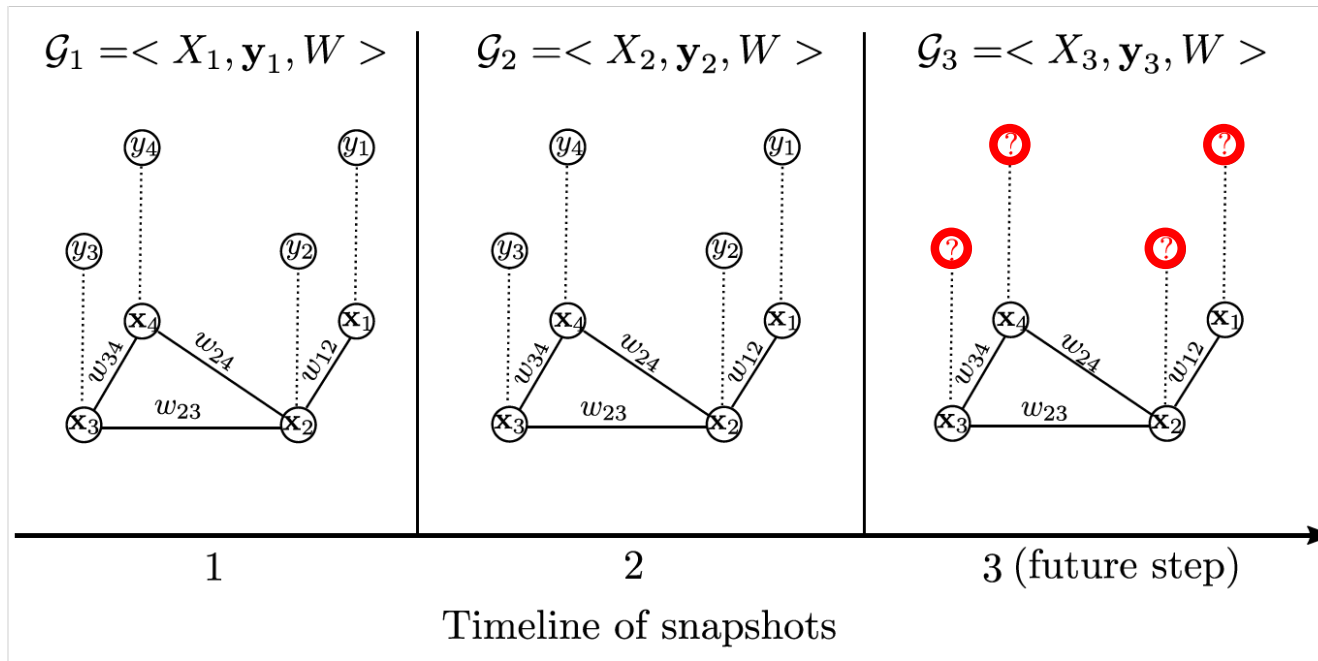 𝒢₁ =< X₁, 𝐲₁, W >
y₄ y₁
y₃ y₂
𝐱₄ 𝐱₁
w₃₄ w₂₄ w₁₂
w₂₃
𝐱₃ 𝐱₂
1
𝒢₂ =< X₂, 𝐲₂, W >
y₄ y₁
y₃ y₂
𝐱₄ 𝐱₁
w₃₄ w₂₄ w₁₂
w₂₃
𝐱₃ 𝐱₂
2
𝒢₃ =< X₃, 𝐲₃, W >
? ?
? ?
𝐱₄ 𝐱₁
w₃₄ w₂₄ w₁₂
w₂₃
𝐱₃ 𝐱₂
3 (future step)
Timeline of snapshots